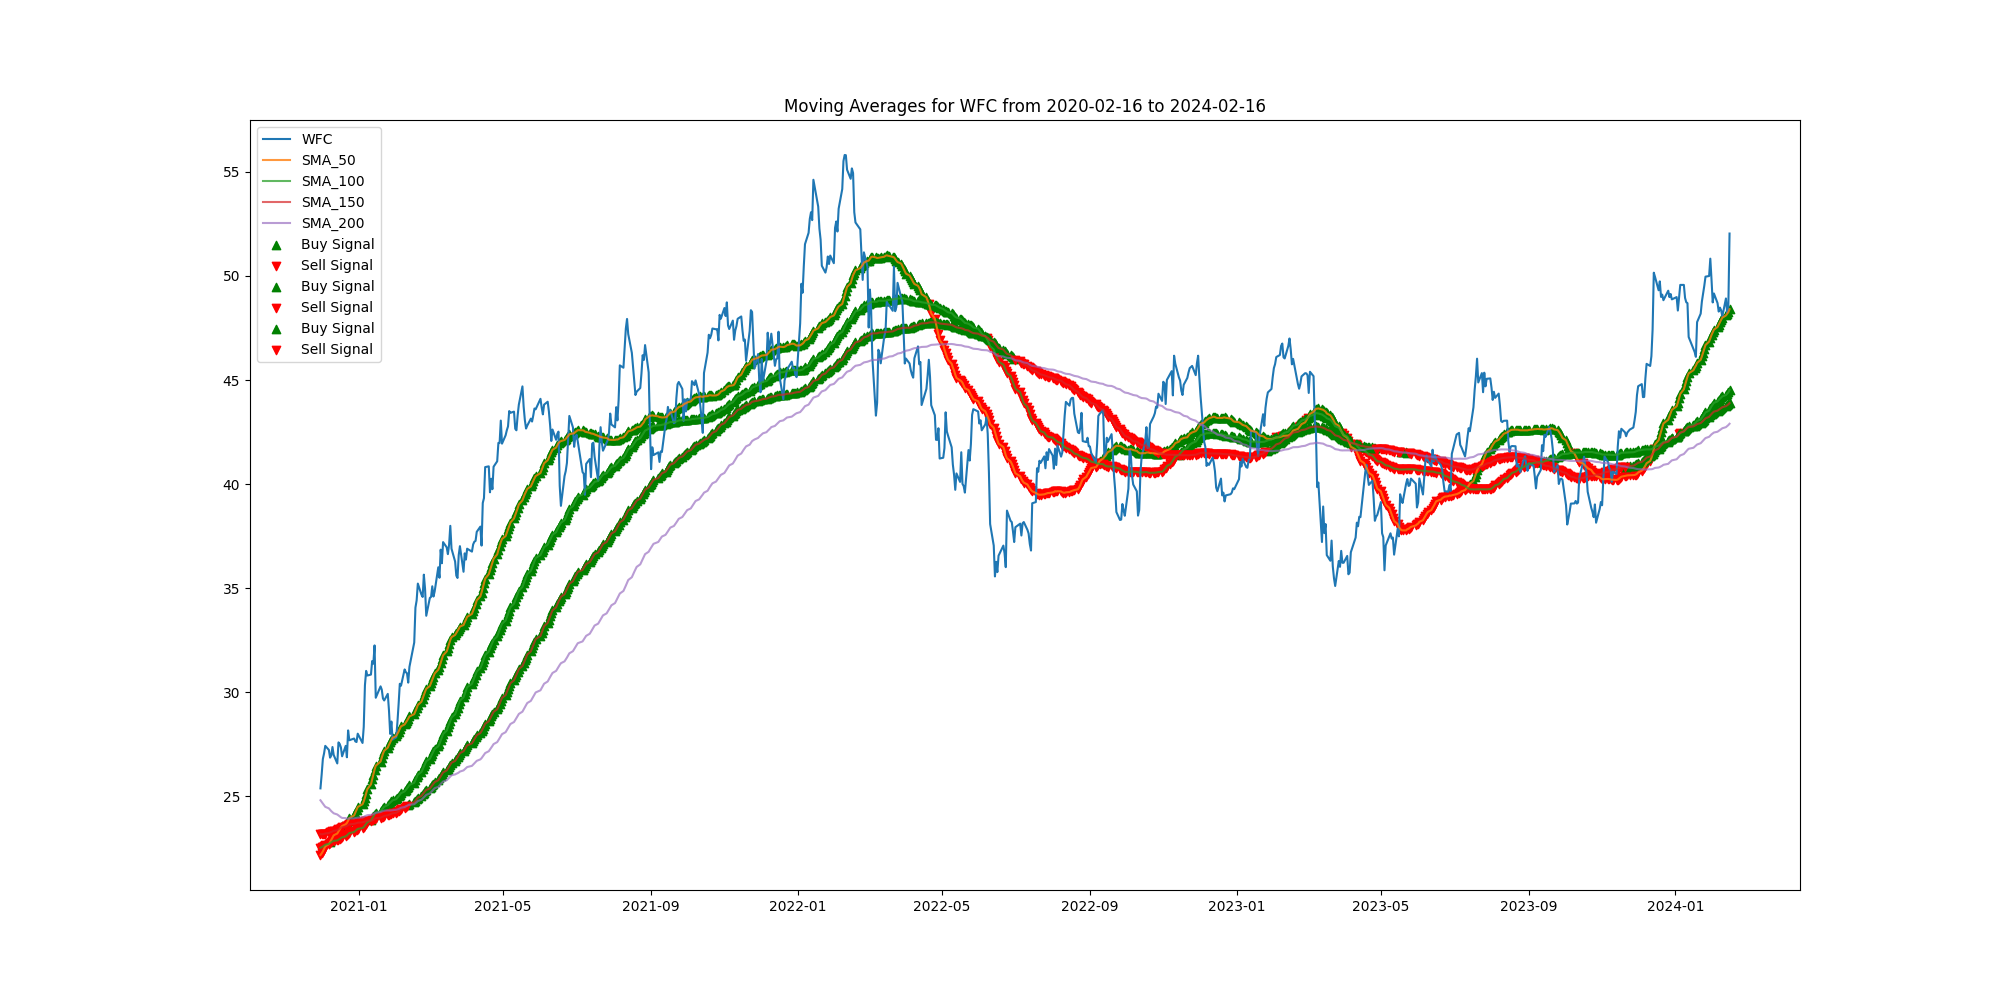 Moving Averages for WFC from 2020-02-16 to 2024-02-16
WFC
SMA_50
SMA_100
SMA_150
SMA_200
Buy Signal
Sell Signal
Buy Signal
Sell Signal
Buy Signal
Sell Signal
55
50
45
40
35
30
25
2021-01 2021-05 2021-09 2022-01 2022-05 2022-09 2023-01 2023-05 2023-09 2024-01